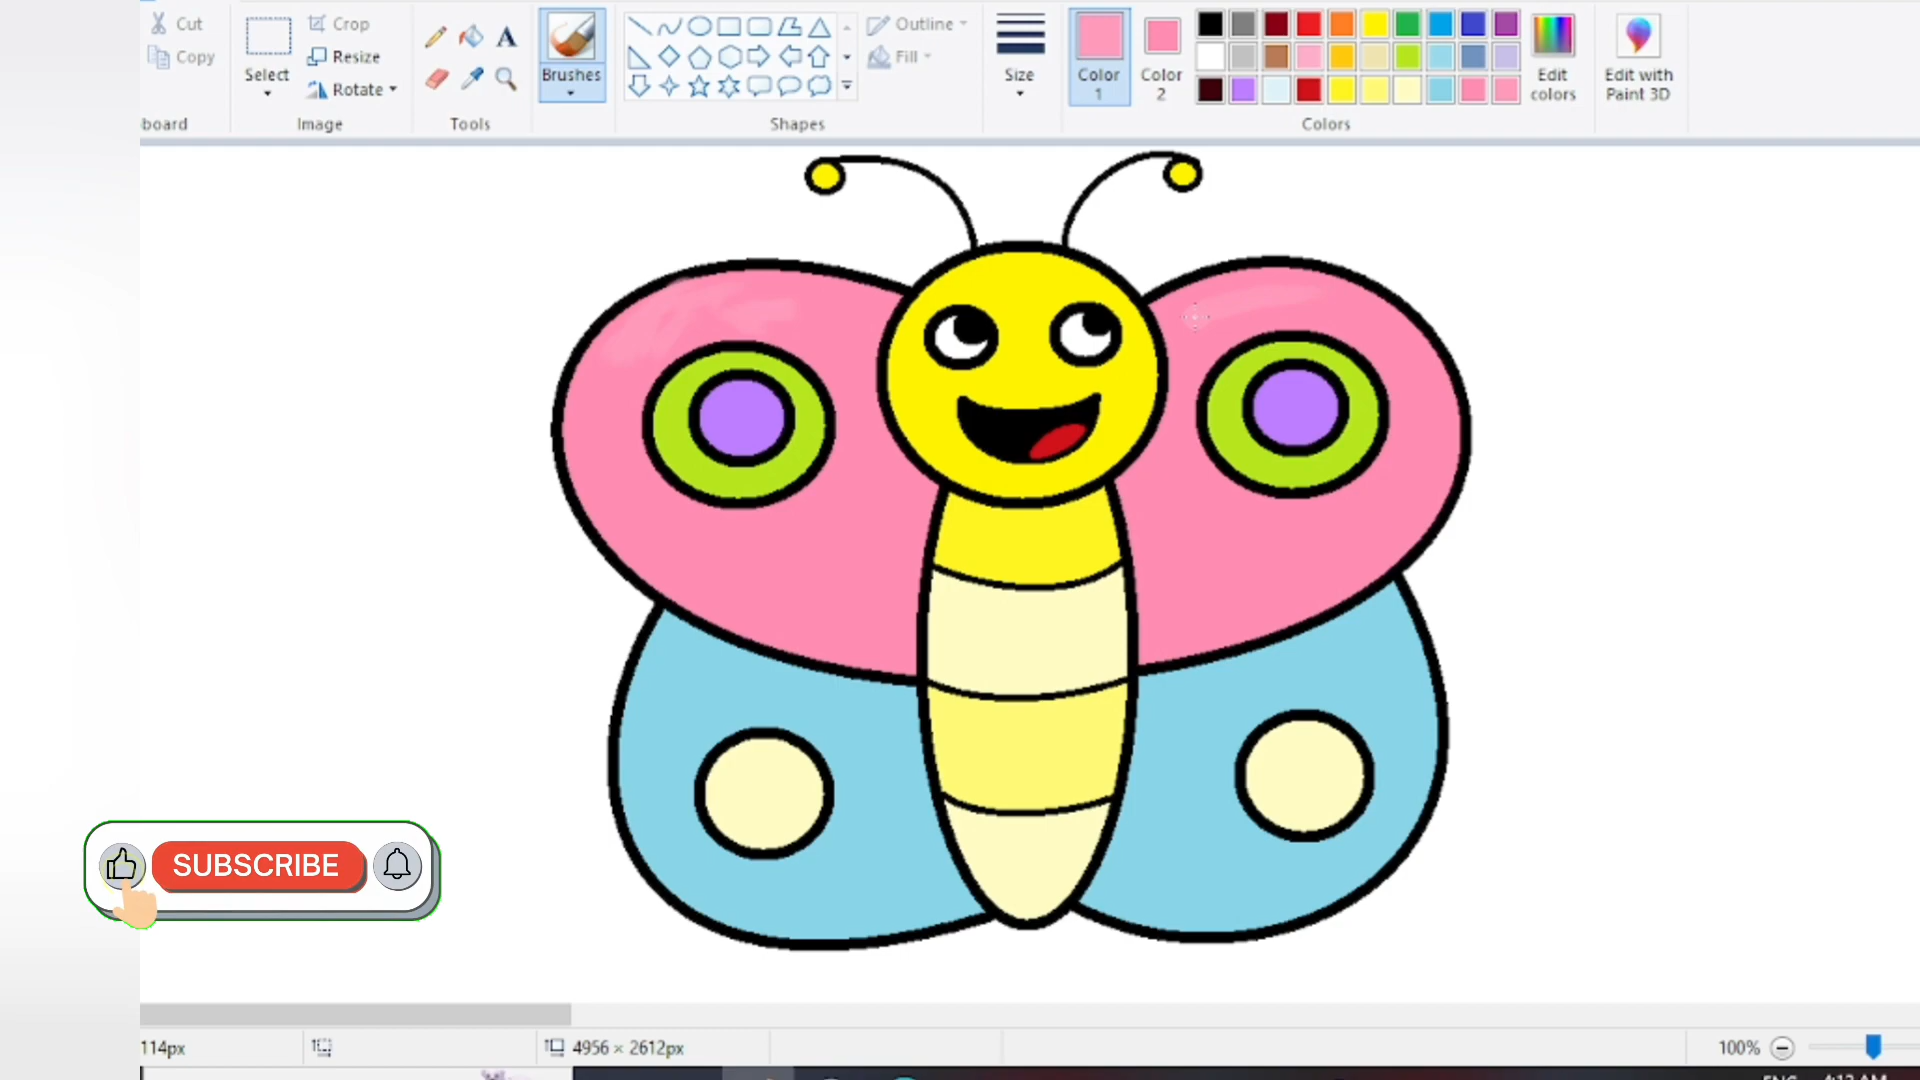 Cut
Copy
board
Select
Crop
Resize
Rotate
Image
A
Tools
Brushes
Shapes
Outline
Fill
Size
Color
1
Color
2
Colors
Edit
colors
Edit with
Paint 3D
SUBSCRIBE
114px
4956 × 2612px
100%